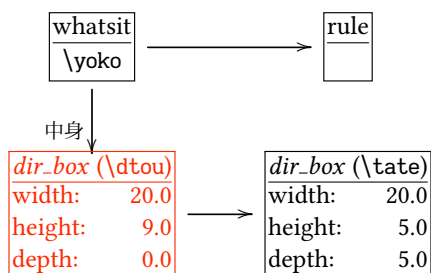 whatsit
\yoko
rule
中身
dir_box (\dtou)
width: 20.0
height: 9.0
depth: 0.0
dir_box (\tate)
width: 20.0
height: 5.0
depth: 5.0